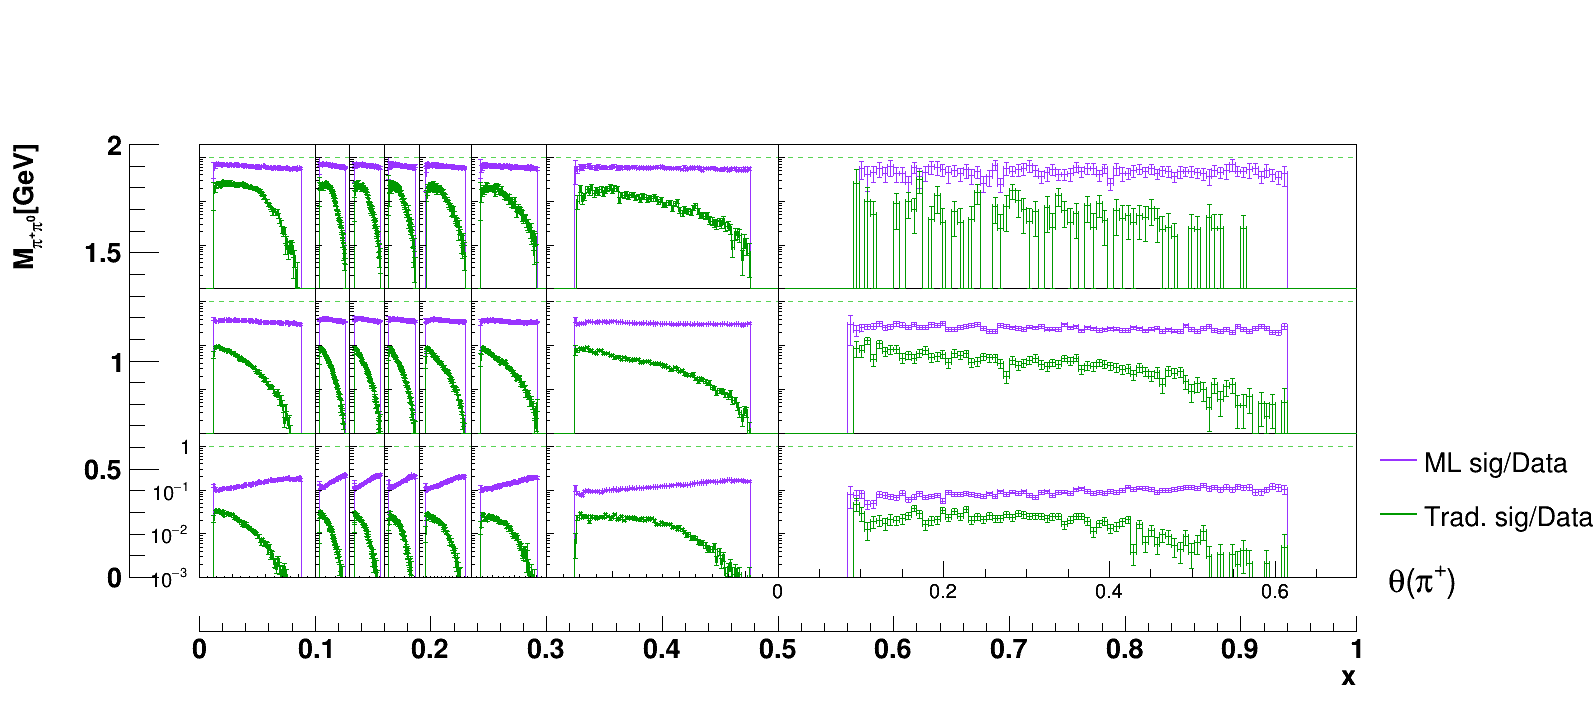 M_{π⁺π⁰}[GeV]
2
1.5
1
0.5
0
1
10⁻¹
10⁻²
10⁻³
ML sig/Data
Trad. sig/Data
0 0.2 0.4 0.6
θ(π⁺)
0 0.1 0.2 0.3 0.4 0.5 0.6 0.7 0.8 0.9 1
x